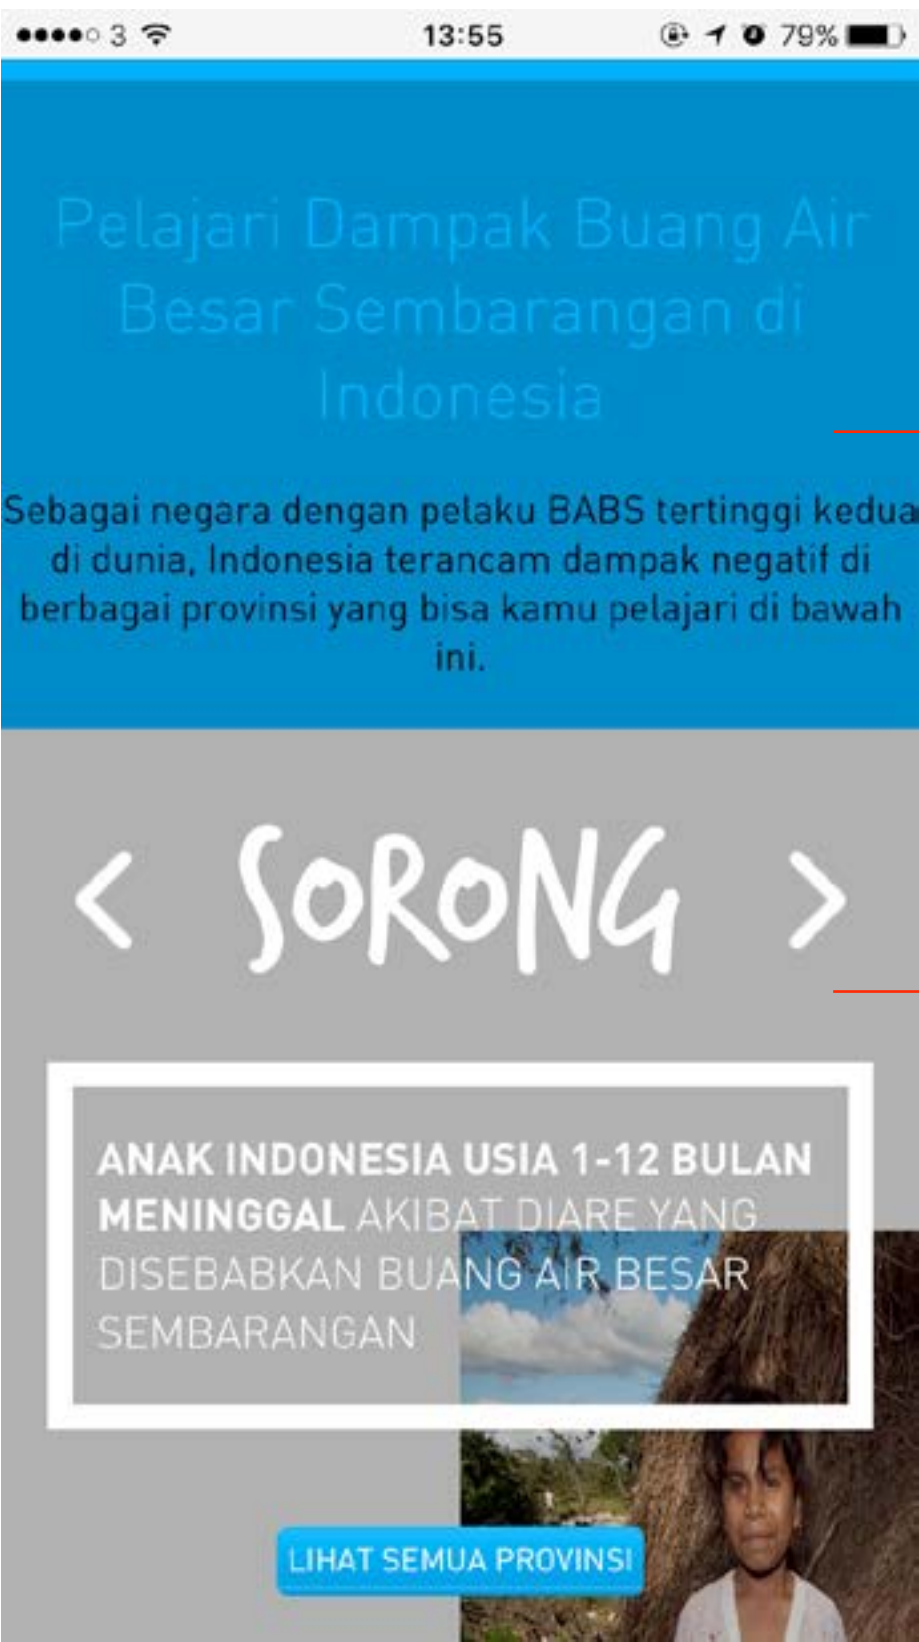 3
13:55
79%
Pelajari Dampak Buang Air
Besar Sembarangan di
Indonesia
Sebagai negara dengan pelaku BABS tertinggi kedua
di dunia, Indonesia terancam dampak negatif di
berbagai provinsi yang bisa kamu pelajari di bawah
ini.
< SORONG >
ANAK INDONESIA USIA 1-12 BULAN
MENINGGAL AKIBAT DIARE YANG
DISEBABKAN BUANG AIR BESAR
SEMBARANGAN
LIHAT SEMUA PROVINSI